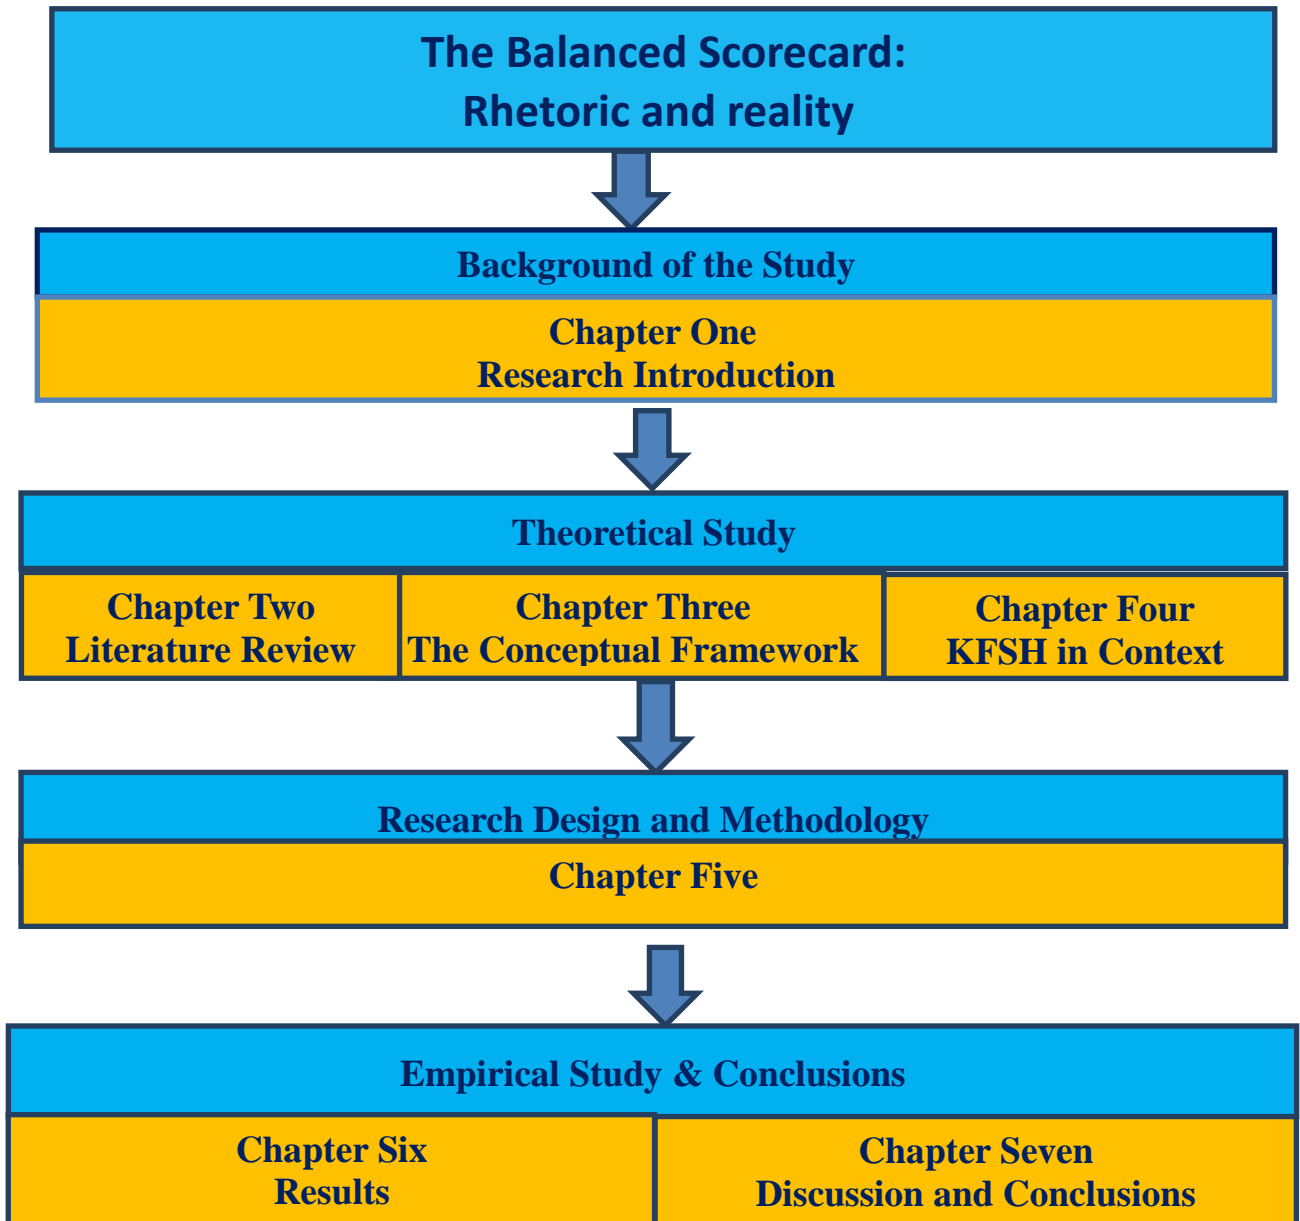 The Balanced Scorecard:
Rhetoric and reality
Background of the Study
Chapter One
Research Introduction
Theoretical Study
Chapter Two
Literature Review
Chapter Three
The Conceptual Framework
Chapter Four
KFSH in Context
Research Design and Methodology
Chapter Five
Empirical Study & Conclusions
Chapter Six
Results
Chapter Seven
Discussion and Conclusions